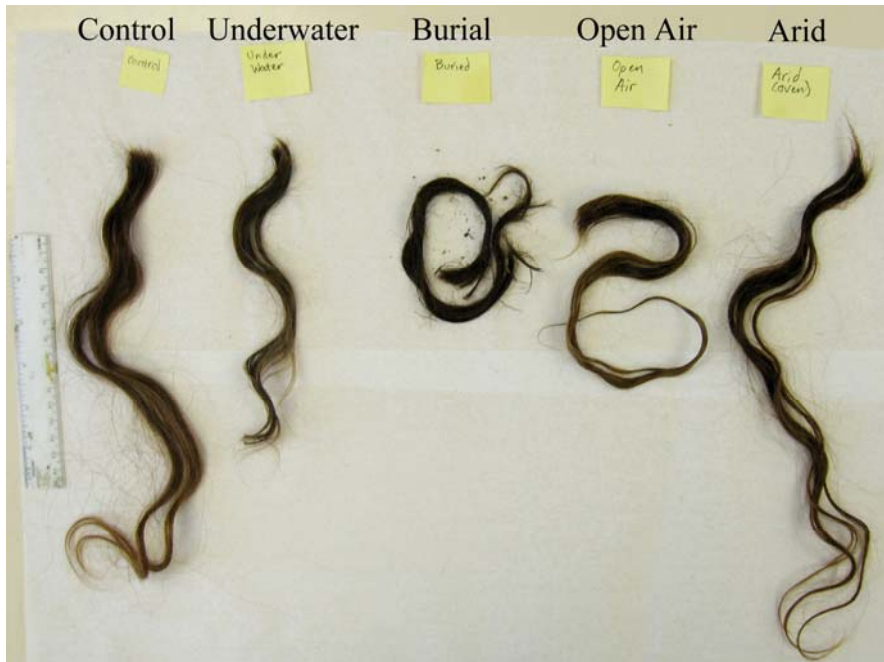 Control Underwater Burial Open Air Arid
Control
Under
Water
Buried
Open
Air
Arid
(oven)